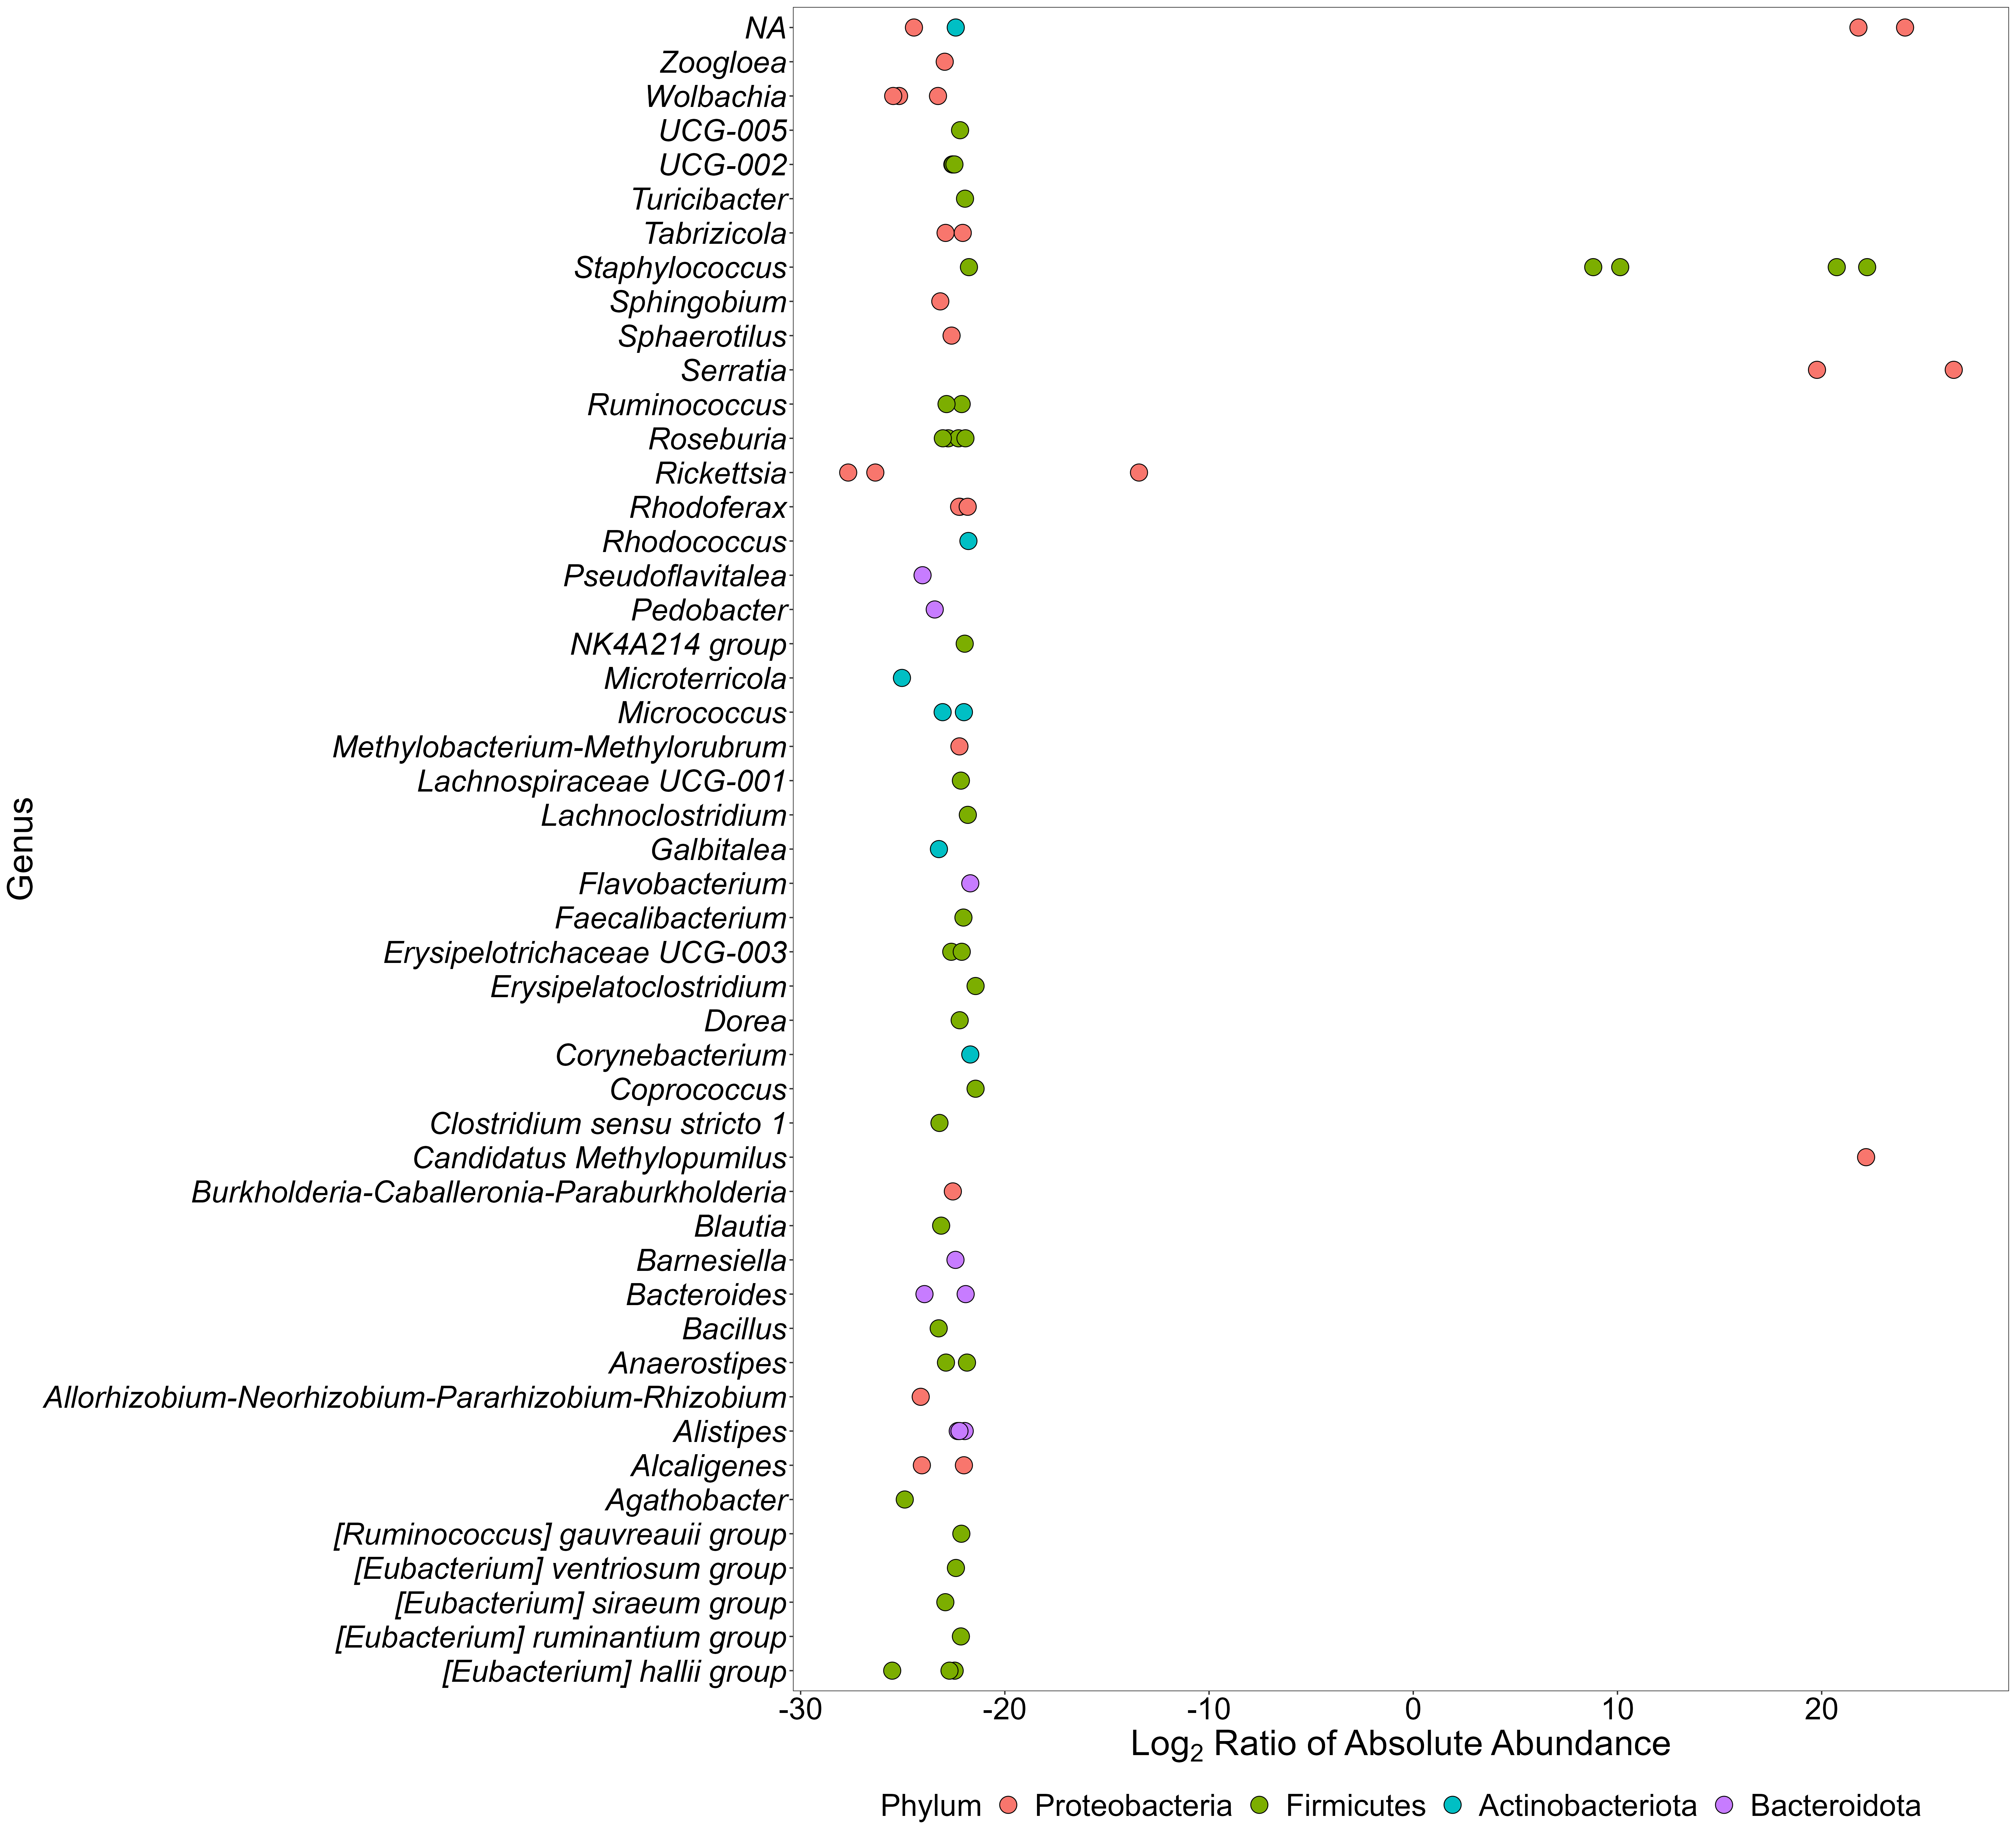 Genus
NA
Zoogloea
Wolbachia
UCG-005
UCG-002
Turicibacter
Tabrizicola
Staphylococcus
Sphingobium
Sphaerotilus
Serratia
Ruminococcus
Roseburia
Rickettsia
Rhodoferax
Rhodococcus
Pseudoflavitalea
Pedobacter
NK4A214 group
Microterricola
Micrococcus
Methylobacterium-Methylorubrum
Lachnospiraceae UCG-001
Lachnoclostridium
Galbitalea
Flavobacterium
Faecalibacterium
Erysipelotrichaceae UCG-003
Erysipelatoclostridium
Dorea
Corynebacterium
Coprococcus
Clostridium sensu stricto 1
Candidatus Methylopumilus
Burkholderia-Caballeronia-Paraburkholderia
Blautia
Barnesiella
Bacteroides
Bacillus
Anaerostipes
Allorhizobium-Neorhizobium-Pararhizobium-Rhizobium
Alistipes
Alcaligenes
Agathobacter
[Ruminococcus] gauvreauii group
[Eubacterium] ventriosum group
[Eubacterium] siraeum group
[Eubacterium] ruminantium group
[Eubacterium] hallii group
-30 -20 -10 0 10 20
Log₂ Ratio of Absolute Abundance
Phylum Proteobacteria Firmicutes Actinobacteriota Bacteroidota